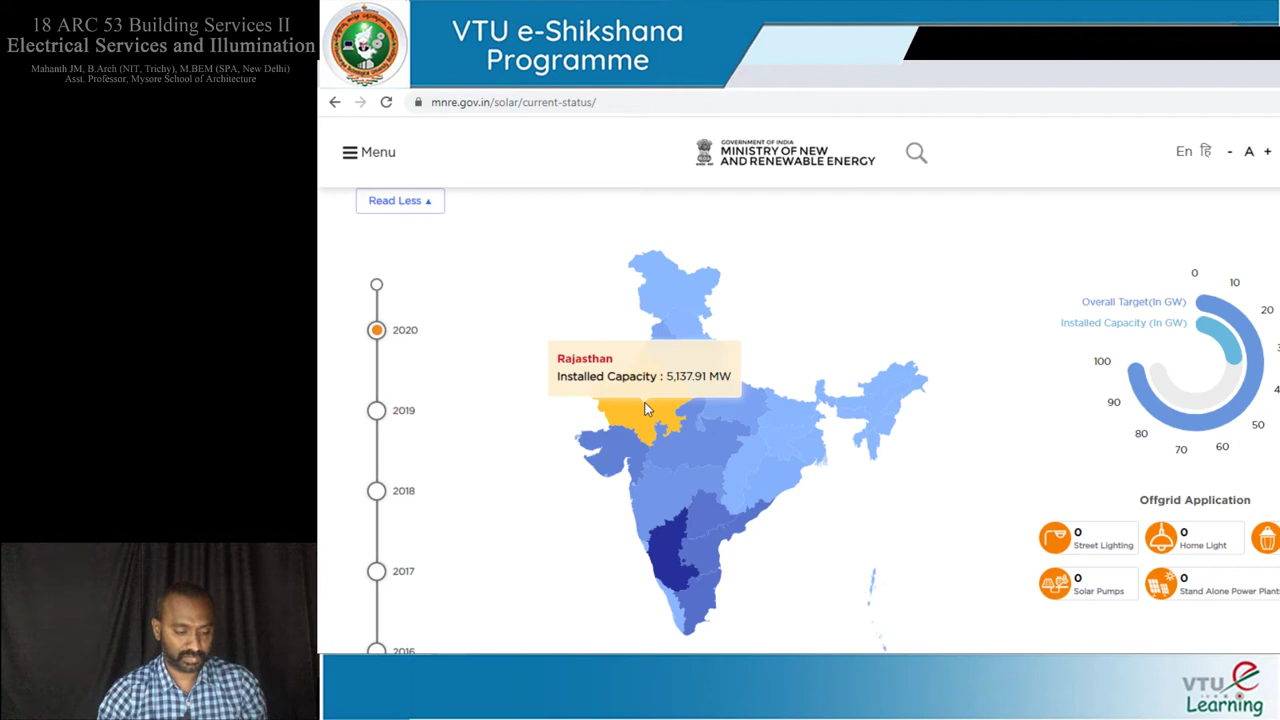 18 ARC 53 Building Services II
Electrical Services and Illumination
Mahanth JM, B.Arch (NIT, Trichy), M.BEM (SPA, New Delhi)
Asst. Professor, Mysore School of Architecture
VTU e-Shikshana
Programme
mnre.gov.in/solar/current-status/
Menu
GOVERNMENT OF INDIA
MINISTRY OF NEW
AND RENEWABLE ENERGY
En हि - A +
Read Less ▲
2020
2019
2018
2017
2016
Rajasthan
Installed Capacity : 5,137.91 MW
Overall Target(In GW)
Installed Capacity (In GW)
0
10
20
3
4
50
60
70
80
90
100
Offgrid Application
0
Street Lighting
0
Home Light
0
Solar Pumps
0
Stand Alone Power Plants
VTU e
Learning